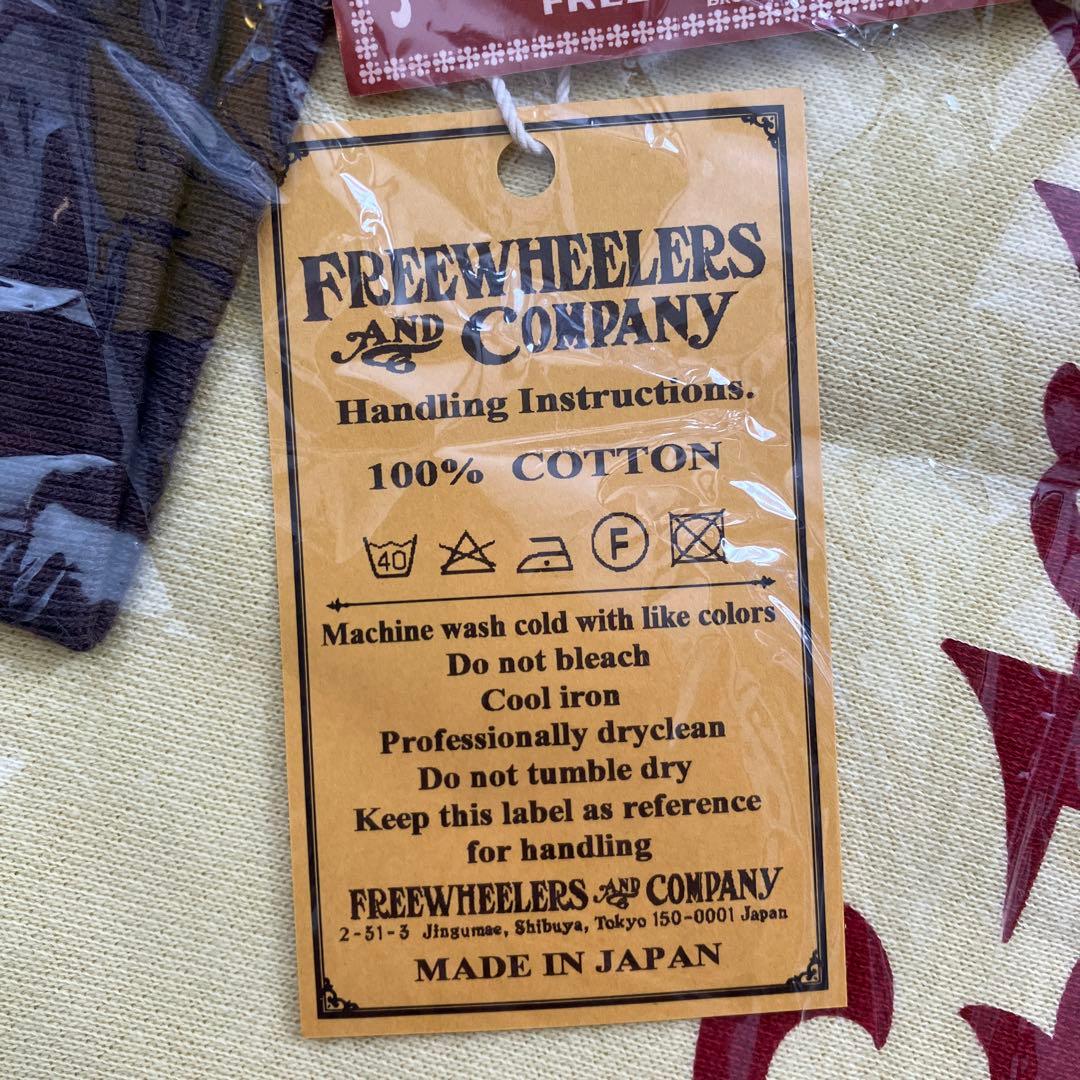 FREEWHEELERS
AND COMPANY
Handling Instructions.
100% COTTON
40 F
Machine wash cold with like colors
Do not bleach
Cool iron
Professionally dryclean
Do not tumble dry
Keep this label as reference
for handling
FREEWHEELERS AND COMPANY
2-31-3 Jingumae, Shibuya, Tokyo 150-0001 Japan
MADE IN JAPAN